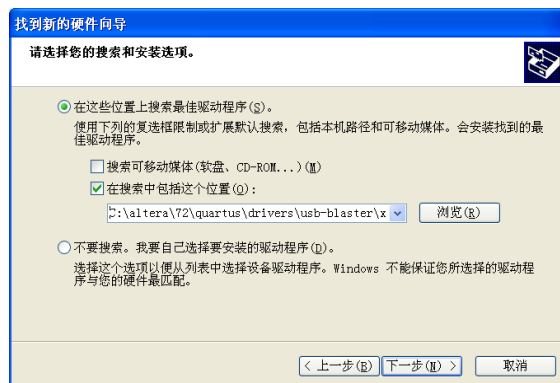 找到新的硬件向导
请选择您的搜索和安装选项。
在这些位置上搜索最佳驱动程序(S)。
使用下列的复选框限制或扩展默认搜索，包括本机路径和可移动媒体。会安装找到的最
佳驱动程序。
搜索可移动媒体(软盘、CD-ROM...)(M)
在搜索中包括这个位置(O):
C:\altera\72\quartus\drivers\usb-blaster\x
浏览(R)
不要搜索。我要自己选择要安装的驱动程序(D)。
选择这个选项以便从列表中选择设备驱动程序。Windows 不能保证您所选择的驱动程
序与您的硬件最匹配。
< 上一步(B)
下一步(N) >
取消